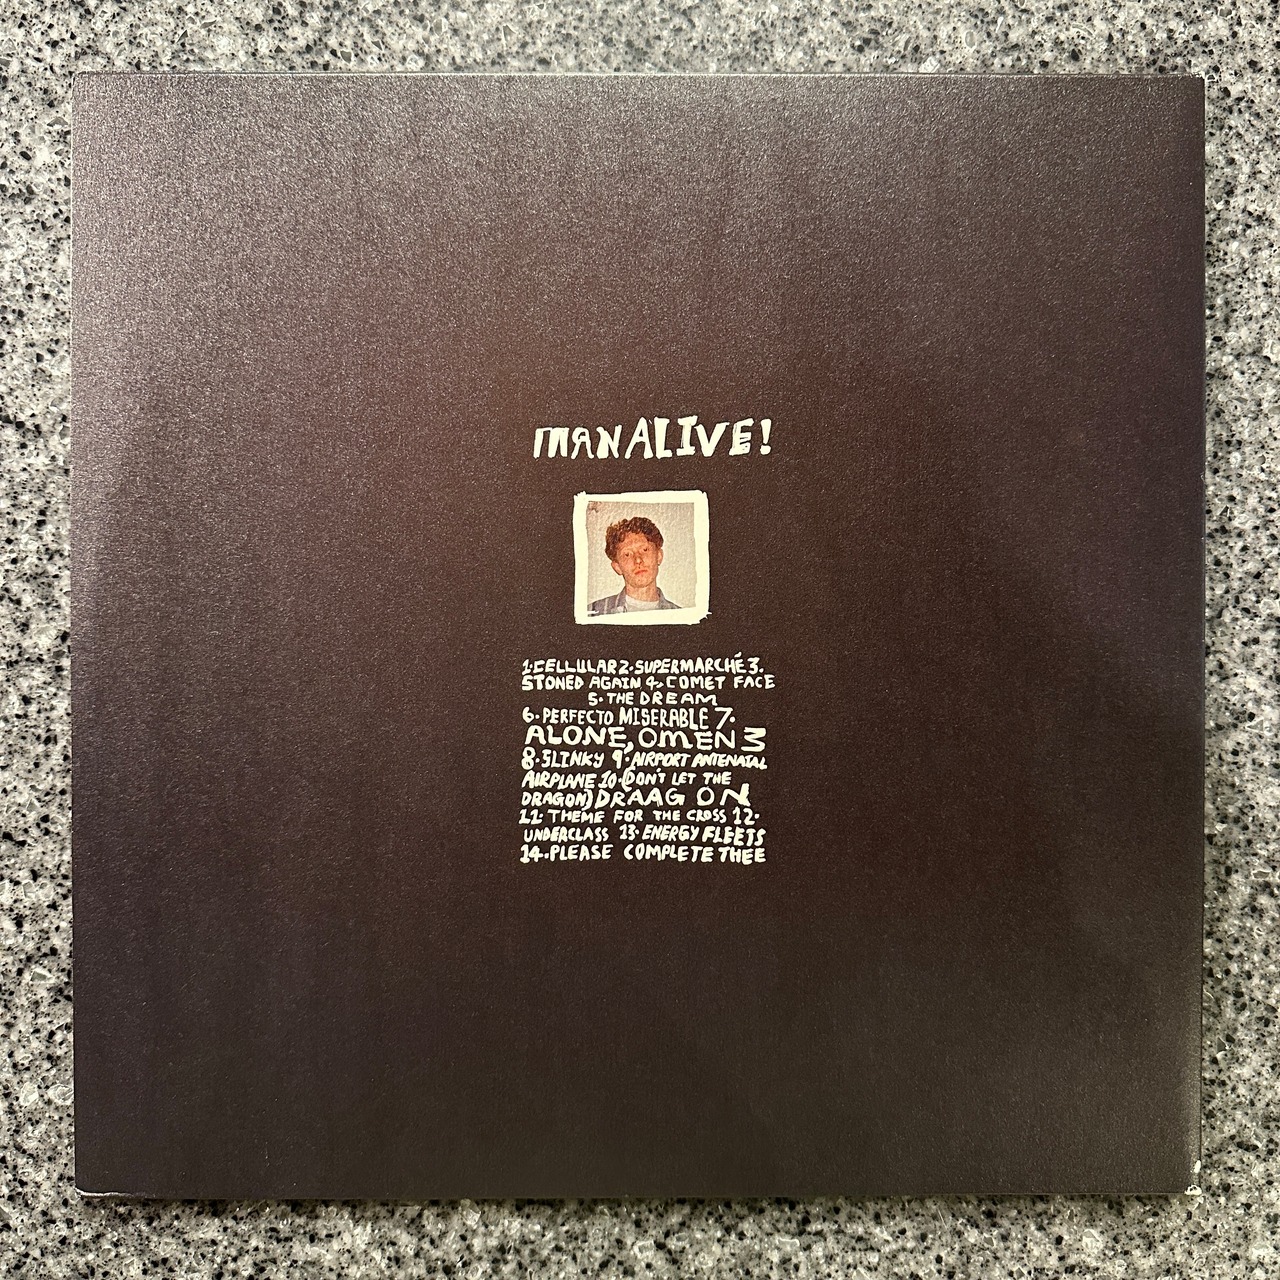 MAN ALIVE!
1·CELLULAR 2·SUPERMARCHÉ 3.
STONED AGAIN 4· COMET FACE
5·THE DREAM
6·PERFECTO MISERABLE 7·
ALONE, OMEN 3
8·SLINKY 9·AIRPORT ANTENATAL
AIRPLANE 10·(DON'T LET THE
DRAGON) DRAAG ON
11· THEME FOR THE CROSS 12·
UNDERCLASS 13· ENERGY FLEETS
14·PLEASE COMPLETE THEE